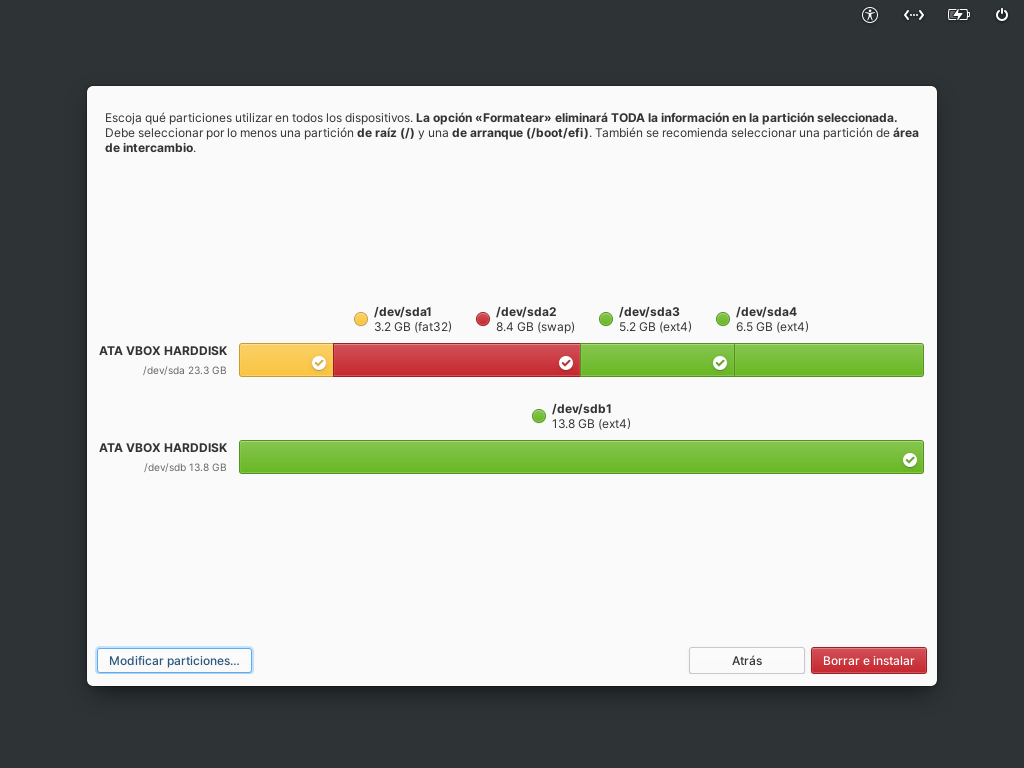 Escoja qué particiones utilizar en todos los dispositivos. La opción «Formatear» eliminará TODA la información en la partición seleccionada.
Debe seleccionar por lo menos una partición de raíz (/) y una de arranque (/boot/efi). También se recomienda seleccionar una partición de área
de intercambio.
/dev/sda1
3.2 GB (fat32)
/dev/sda2
8.4 GB (swap)
/dev/sda3
5.2 GB (ext4)
/dev/sda4
6.5 GB (ext4)
ATA VBOX HARDDISK
/dev/sda 23.3 GB
/dev/sdb1
13.8 GB (ext4)
ATA VBOX HARDDISK
/dev/sdb 13.8 GB
Modificar particiones...
Atrás
Borrar e instalar